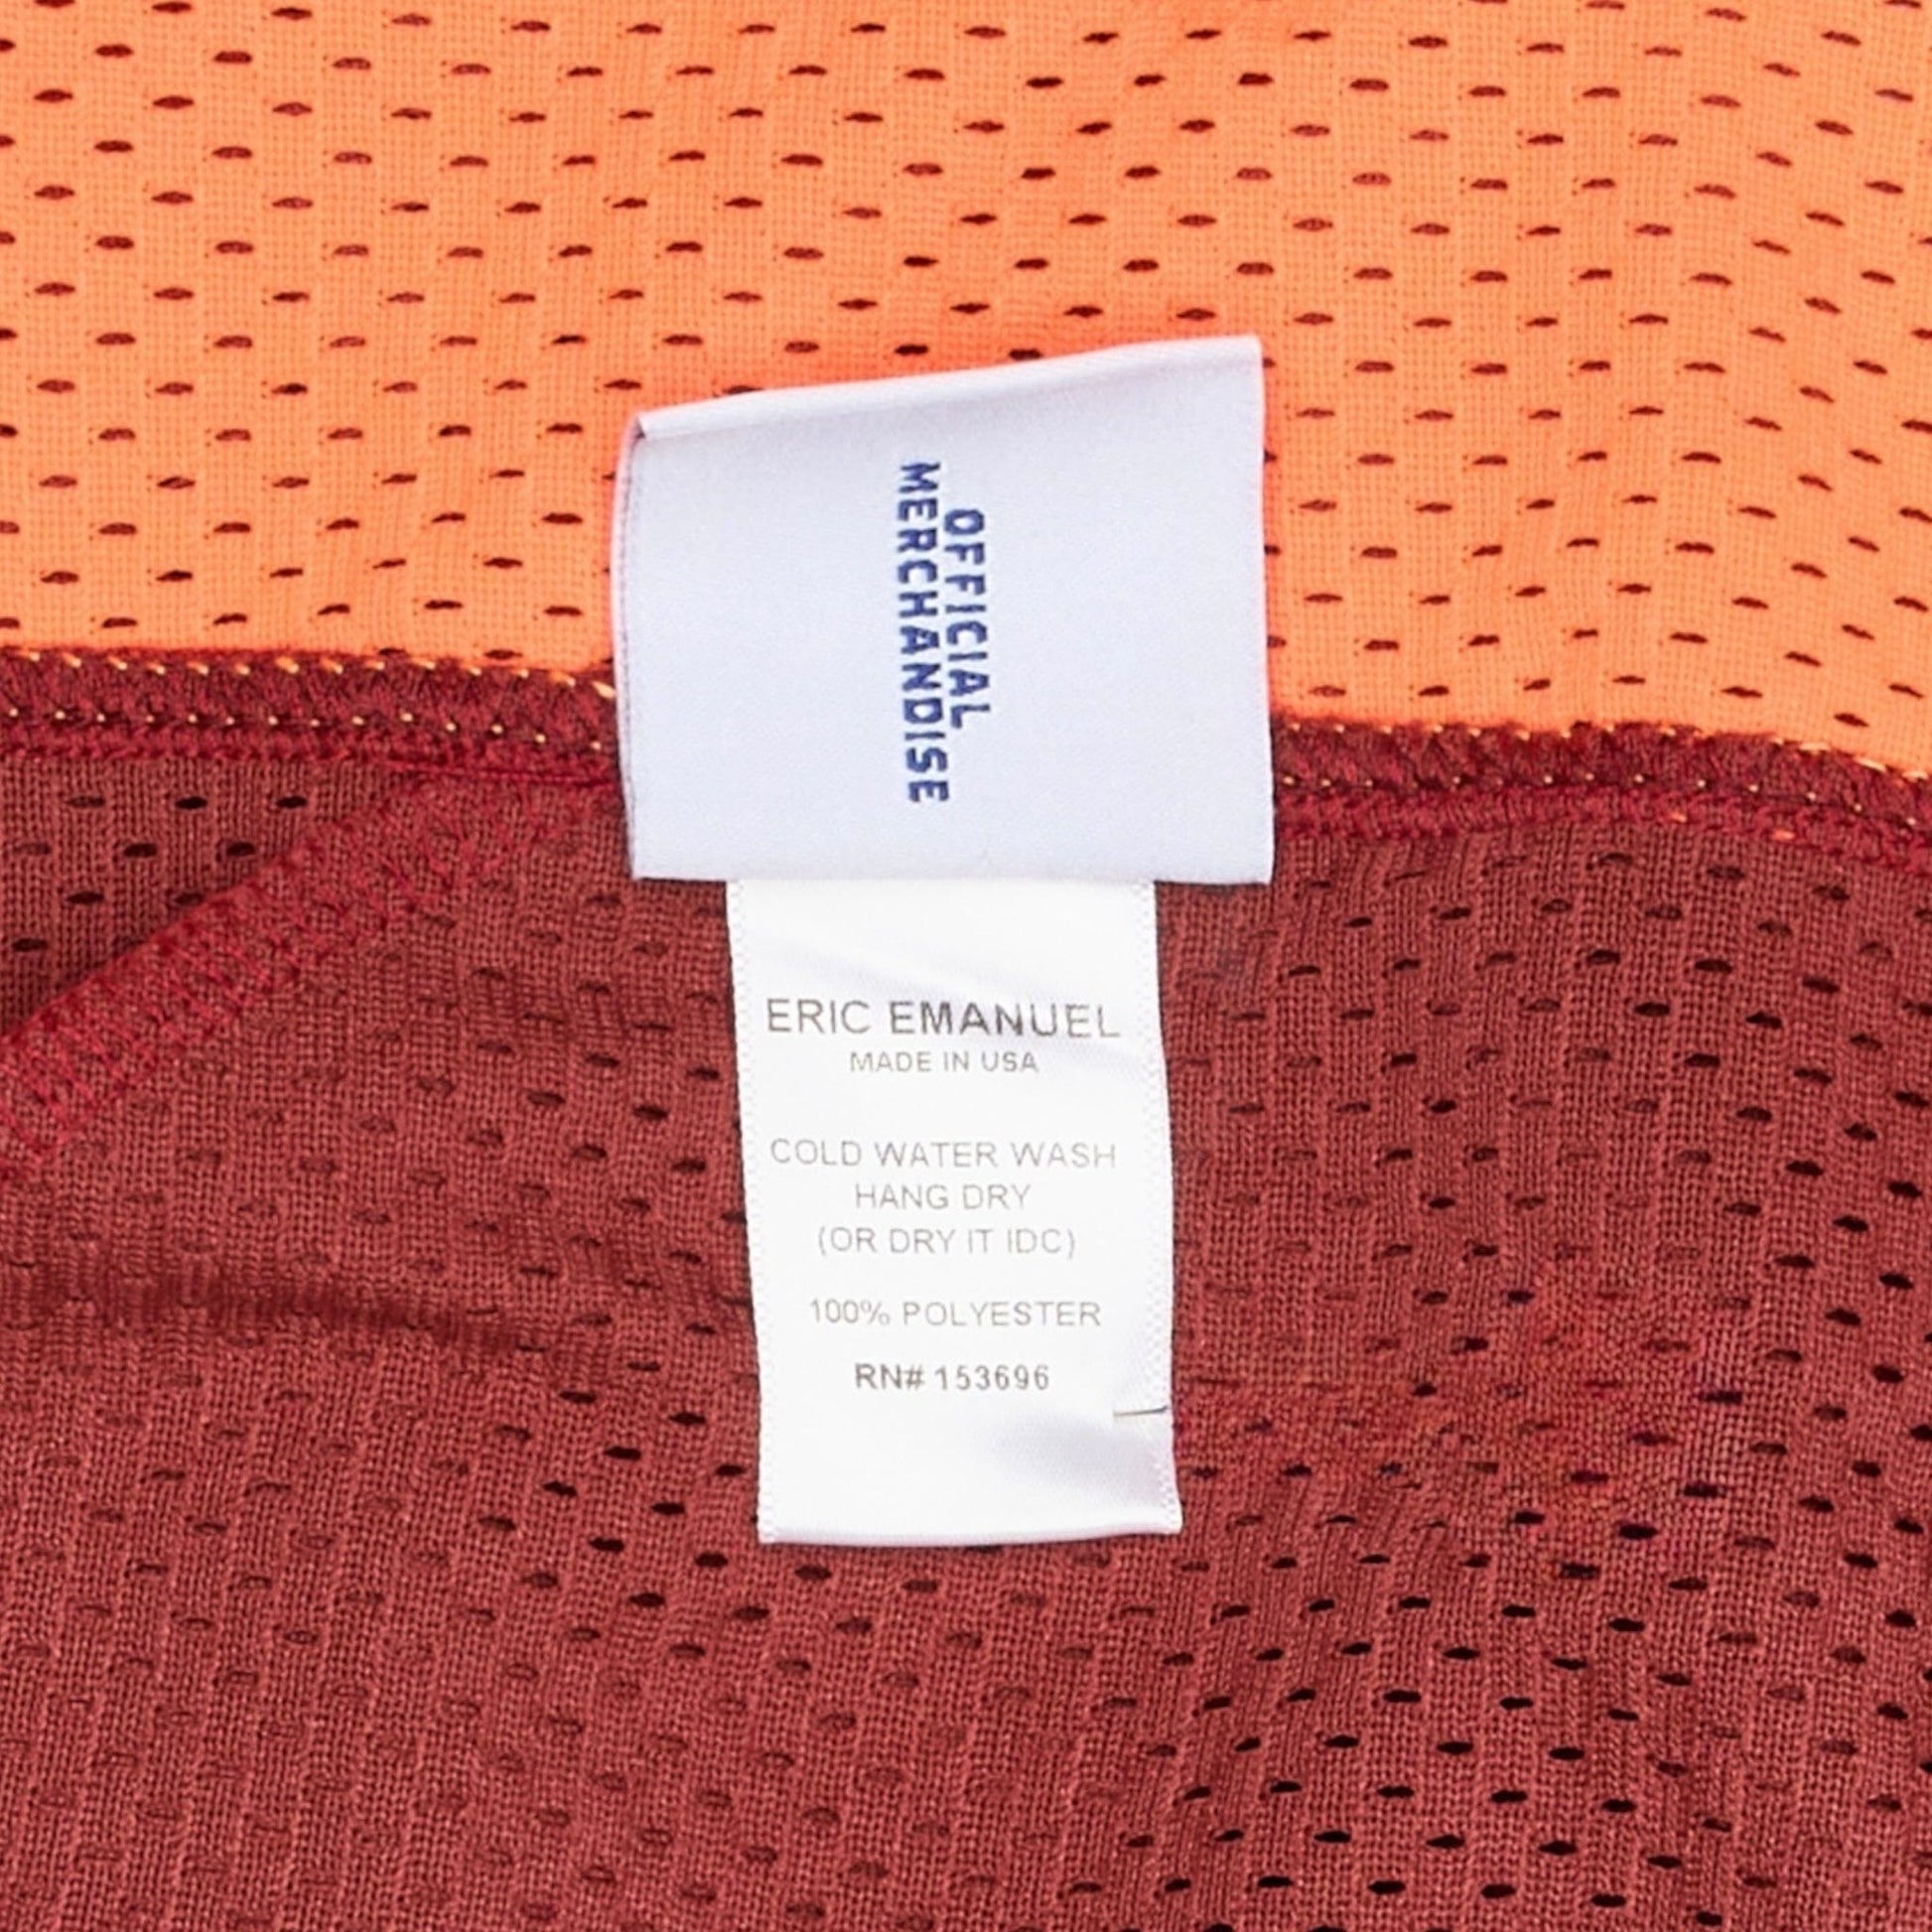 OFFICIAL
MERCHANDISE
ERIC EMANUEL
MADE IN USA
COLD WATER WASH
HANG DRY
(OR DRY IT IDC)
100% POLYESTER
RN# 153696